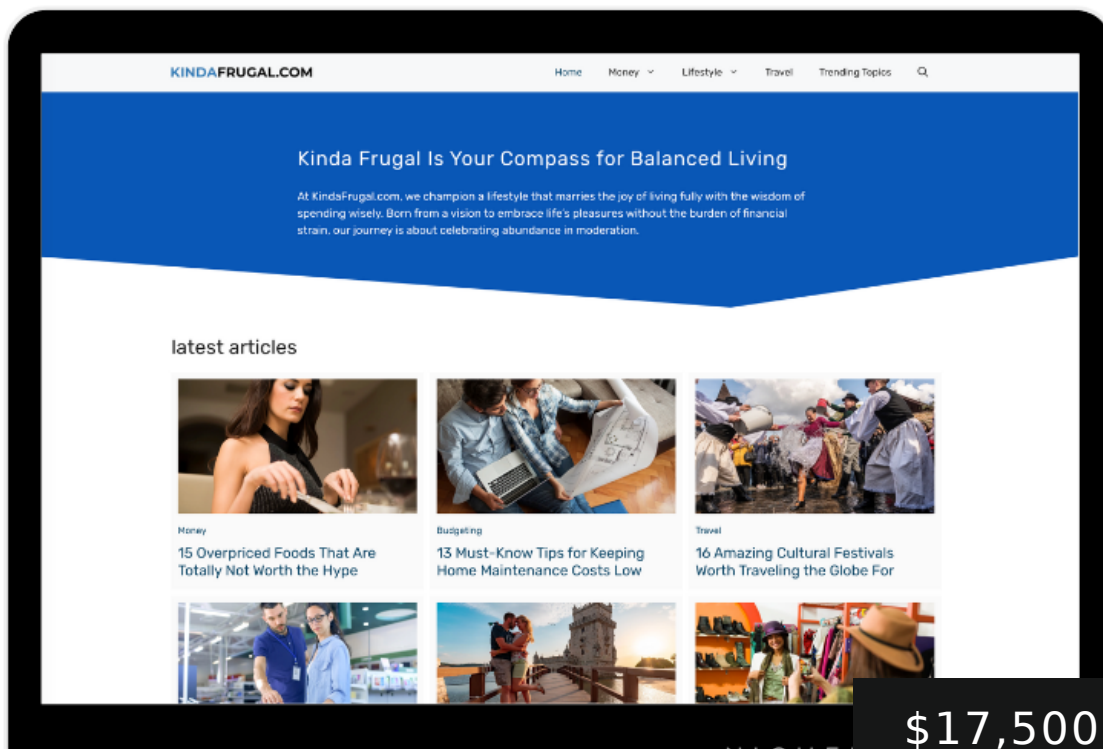 KINDAFRUGAL.COM
Home Money Lifestyle Travel Trending Topics
Kinda Frugal Is Your Compass for Balanced Living
At KindaFrugal.com, we champion a lifestyle that marries the joy of living fully with the wisdom of
spending wisely. Born from a vision to embrace life's pleasures without the burden of financial
strain, our journey is about celebrating abundance in moderation.
latest articles
Money
15 Overpriced Foods That Are
Totally Not Worth the Hype
Budgeting
13 Must-Know Tips for Keeping
Home Maintenance Costs Low
Travel
16 Amazing Cultural Festivals
Worth Traveling the Globe For
$17,500